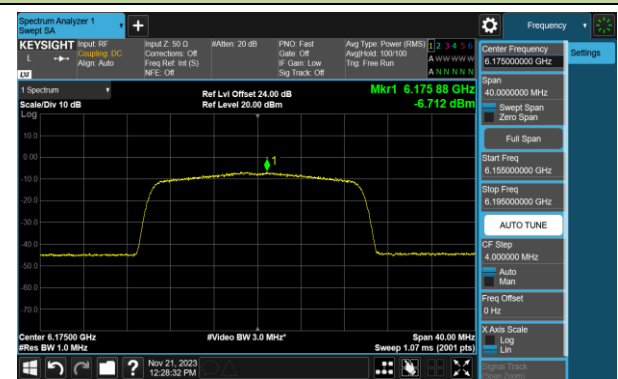 Spectrum Analyzer 1
Swept SA
+
Frequency
KEYSIGHT
L
LXI
Input: RF
Coupling: DC
Align: Auto
Input Z: 50 Ω
Corrections: Off
Freq Ref: Int (S)
NFE: Off
#Atten: 20 dB
PNO: Fast
Gate: Off
IF Gain: Low
Sig Track: Off
Avg Type: Power (RMS)
Avg|Hold: 100/100
Trig: Free Run
1 2 3 4 5 6
A W W W W W
A N N N N N
1 Spectrum
Scale/Div 10 dB
Log
Ref Lvl Offset 24.00 dB
Ref Level 20.00 dBm
Mkr1 6.175 88 GHz
-6.712 dBm
10.0
0.00
-10.0
-20.0
-30.0
-40.0
-50.0
-60.0
-70.0
1
Center 6.17500 GHz
#Res BW 1.0 MHz
#Video BW 3.0 MHz*
Span 40.00 MHz
Sweep 1.07 ms (2001 pts)
Nov 21, 2023
12:28:32 PM
?
Center Frequency
6.175000000 GHz
Settings
Span
40.0000000 MHz
Swept Span
Zero Span
Full Span
Start Freq
6.155000000 GHz
Stop Freq
6.195000000 GHz
AUTO TUNE
CF Step
4.000000 MHz
Auto
Man
Freq Offset
0 Hz
X Axis Scale
Log
Lin
Signal Track
(Span Zoom)